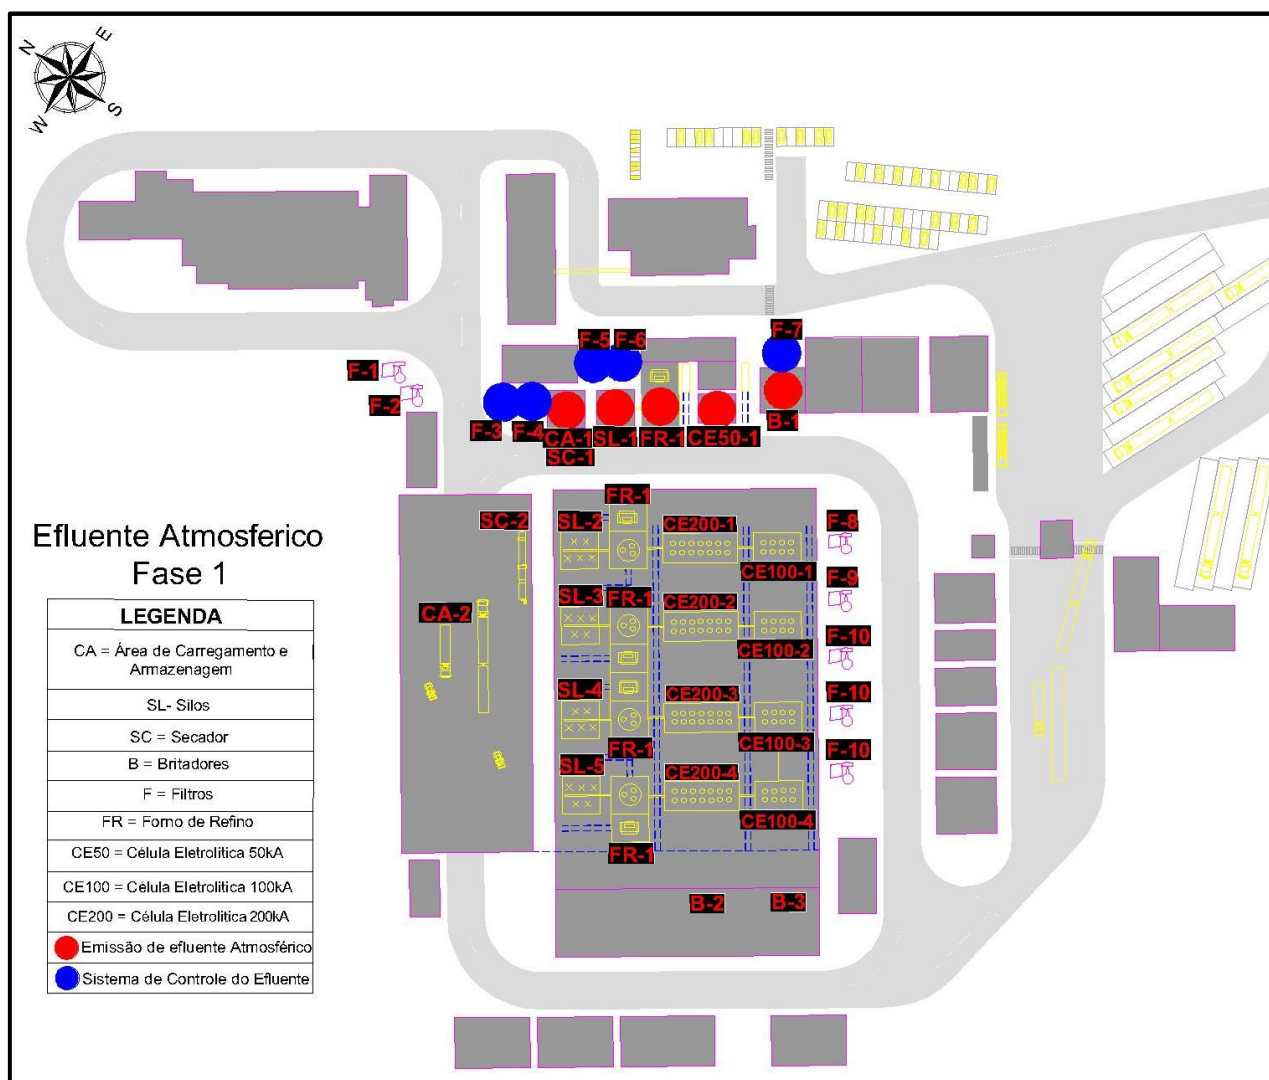 N
E
W
S
F-7
F-5
F-6
F-1
F-2
F-3
F-4
CA-1
SL-1
FR-1
CE50-1
B-1
SC-1
FR-1
SL-2
SC-2
CE200-1
F-8
CE100-1
F-9
SL-3
FR-1
CE200-2
CA-2
F-10
CE100-2
SL-4
CE200-3
F-10
FR-1
CE100-3
F-10
SL-5
CE200-4
CE100-4
FR-1
B-2
B-3
Efluente Atmosferico
Fase 1
LEGENDA
CA = Área de Carregamento e
Armazenagem
SL- Silos
SC = Secador
B = Britadores
F = Filtros
FR = Forno de Refino
CE50 = Célula Eletrolitica 50kA
CE100 = Célula Eletrolitica 100kA
CE200 = Célula Eletrolitica 200kA
Emissão de efluente Atmosférico
Sistema de Controle do Efluente